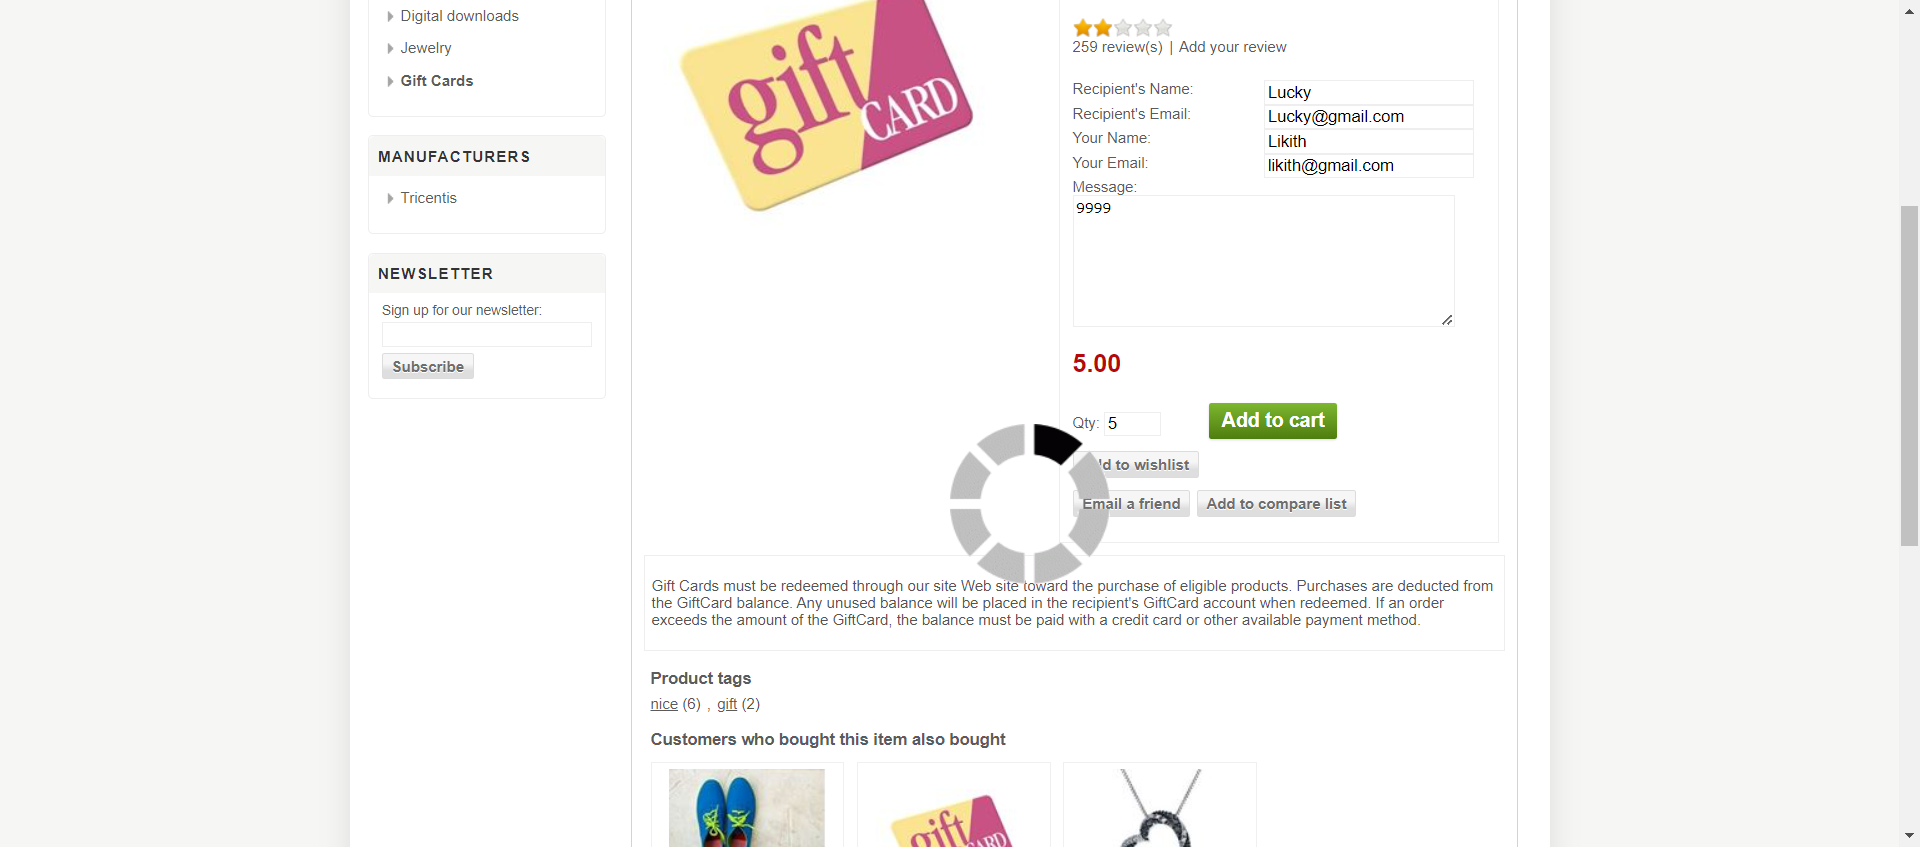 Digital downloads
Jewelry
Gift Cards
MANUFACTURERS
Tricentis
NEWSLETTER
Sign up for our newsletter:
Subscribe
gift
CARD
259 review(s) | Add your review
Recipient's Name: Lucky
Recipient's Email: Lucky@gmail.com
Your Name: Likith
Your Email: likith@gmail.com
Message:
9999
5.00
Qty: 5 Add to cart
to wishlist
Email a friend Add to compare list
Gift Cards must be redeemed through our site Web site toward the purchase of eligible products. Purchases are deducted from
the GiftCard balance. Any unused balance will be placed in the recipient's GiftCard account when redeemed. If an order
exceeds the amount of the GiftCard, the balance must be paid with a credit card or other available payment method.
Product tags
nice (6) , gift (2)
Customers who bought this item also bought
gift
CARD